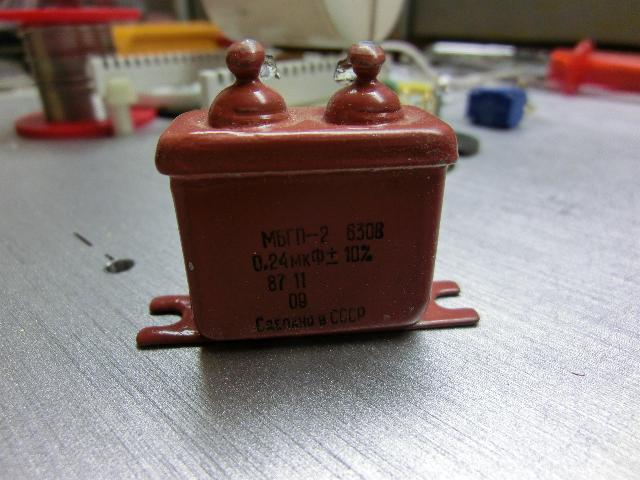 МБГП-2 630В
0,24мкФ± 10%
87 11
09
Сделано в СССР